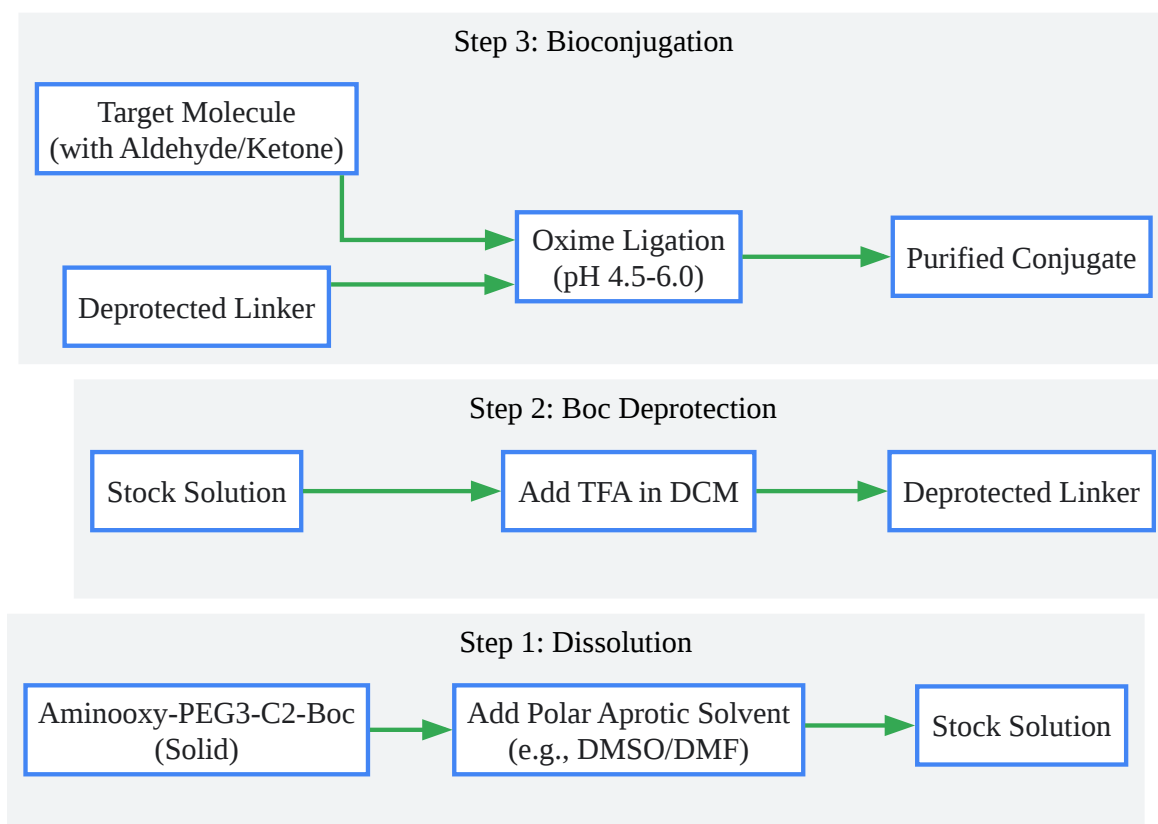 Step 3: Bioconjugation
Target Molecule
(with Aldehyde/Ketone)
Deprotected Linker
Oxime Ligation
(pH 4.5-6.0)
Purified Conjugate
Step 2: Boc Deprotection
Stock Solution
Add TFA in DCM
Deprotected Linker
Step 1: Dissolution
Aminooxy-PEG3-C2-Boc
(Solid)
Add Polar Aprotic Solvent
(e.g., DMSO/DMF)
Stock Solution